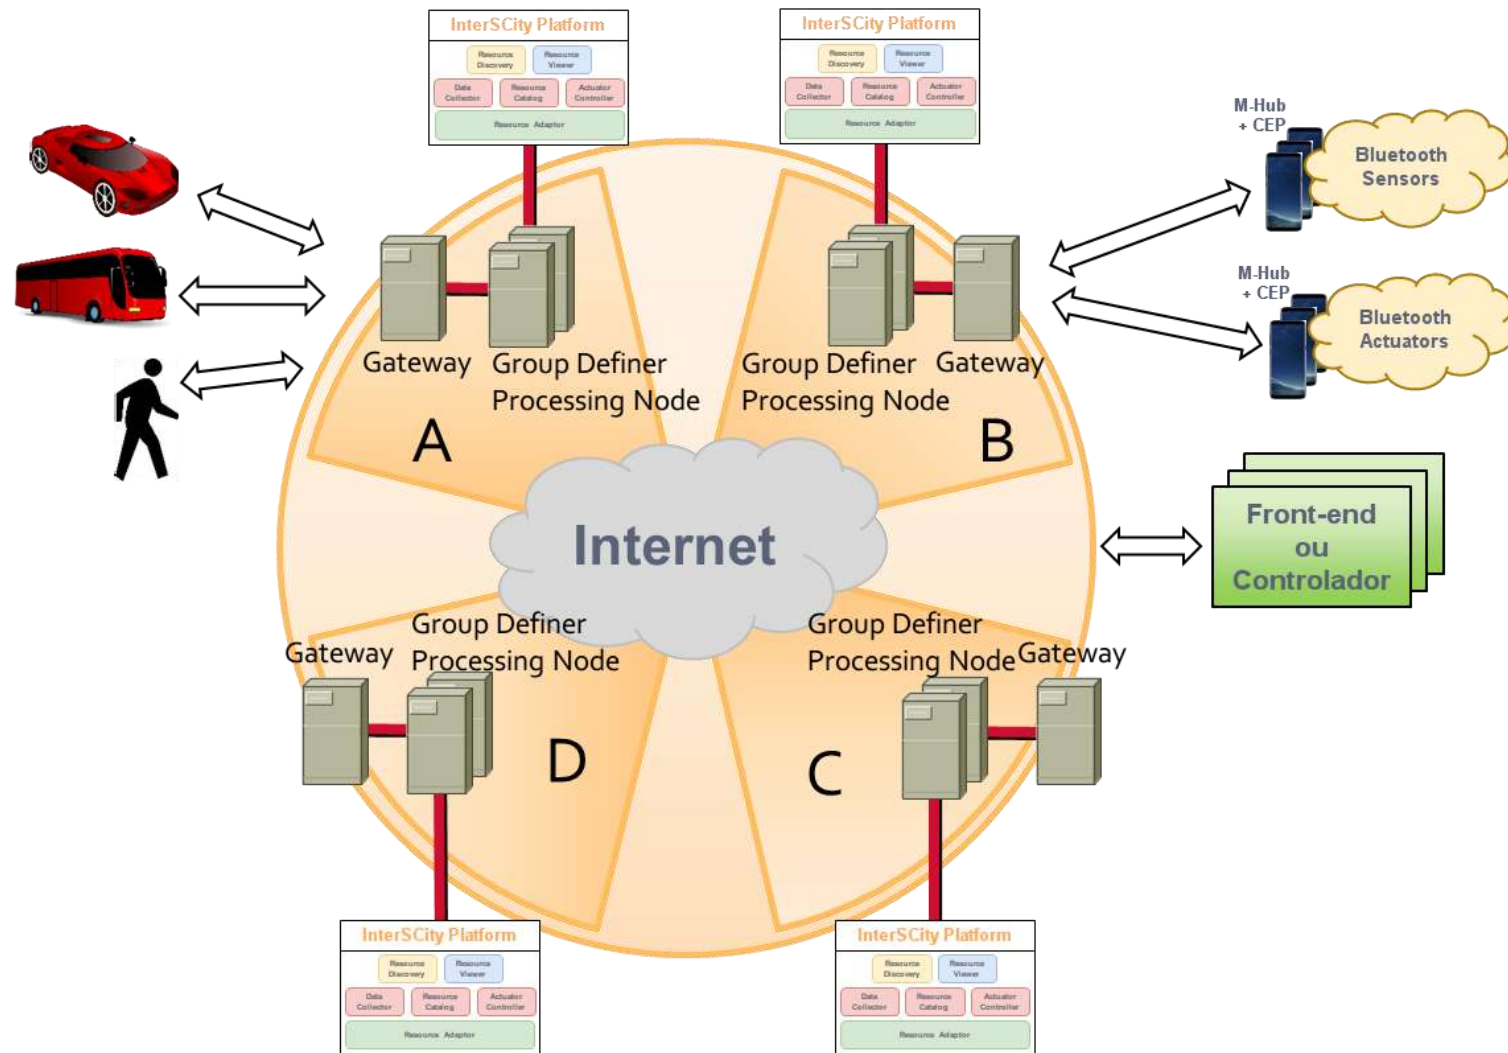 InterSCity Platform
Resource
Discovery
Resource
Viewer
Data
Collector
Resource
Catalog
Actuator
Controller
Resource Adaptor
InterSCity Platform
Resource
Discovery
Resource
Viewer
Data
Collector
Resource
Catalog
Actuator
Controller
Resource Adaptor
M-Hub
+ CEP
Bluetooth
Sensors
M-Hub
+ CEP
Bluetooth
Actuators
Gateway
Group Definer
Processing Node
A
Group Definer
Processing Node
Gateway
B
Internet
Front-end
ou
Controlador
Gateway
Group Definer
Processing Node
D
Group Definer
Processing Node
Gateway
C
InterSCity Platform
Resource
Discovery
Resource
Viewer
Data
Collector
Resource
Catalog
Actuator
Controller
Resource Adaptor
InterSCity Platform
Resource
Discovery
Resource
Viewer
Data
Collector
Resource
Catalog
Actuator
Controller
Resource Adaptor